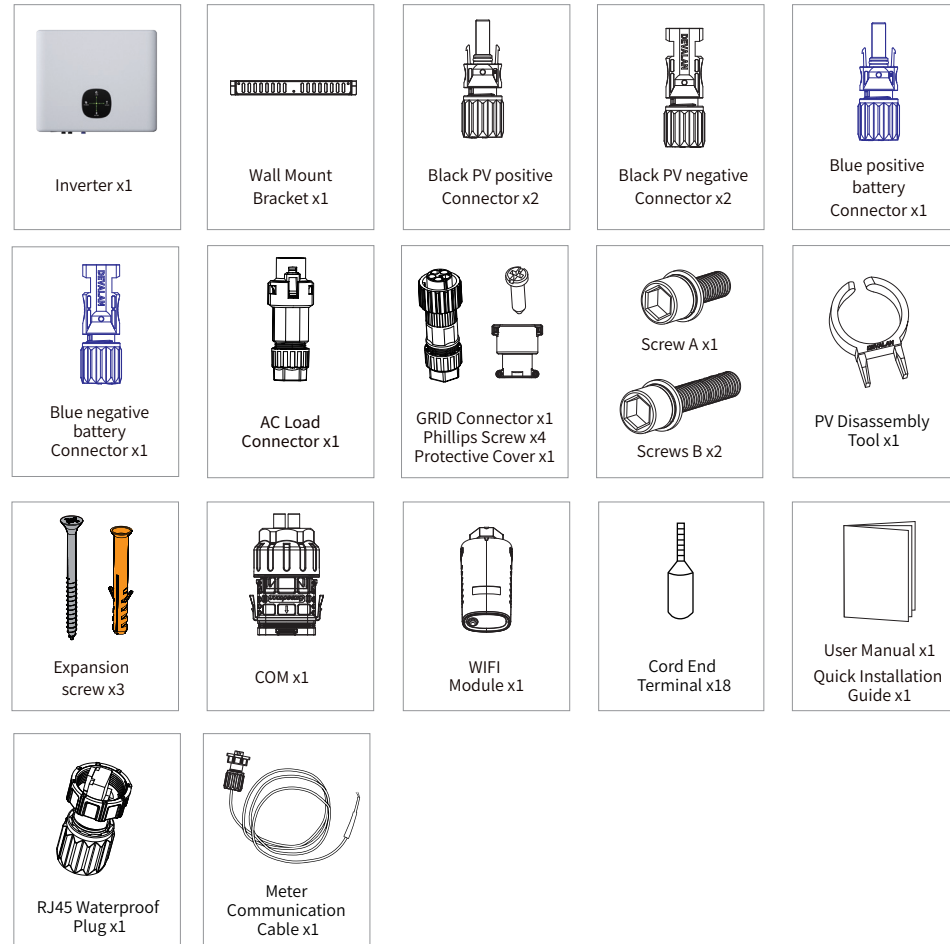 Inverter x1
Wall Mount
Bracket x1
DEVALAN
Black PV positive
Connector x2
Black PV negative
Connector x2
Blue positive
battery
Connector x1
DEVALAN
Blue negative
battery
Connector x1
AC Load
Connector x1
GRID Connector x1
Phillips Screw x4
Protective Cover x1
Screw A x1
Screws B x2
DEVALAN
PV Disassembly
Tool x1
Expansion
screw x3
COM x1
WIFI
Module x1
Cord End
Terminal x18
User Manual x1
Quick Installation
Guide x1
RJ45 Waterproof
Plug x1
Meter
Communication
Cable x1